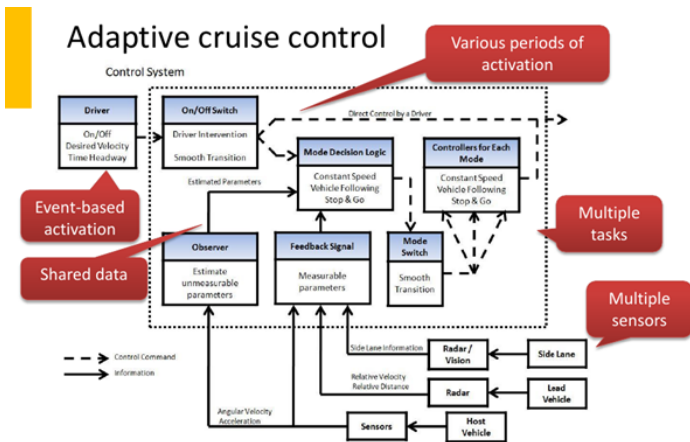 Adaptive cruise control
Various periods of
activation
Control System
Driver
On/Off
Desired Velocity
Time Headway
On/Off Switch
Driver Intervention
Smooth Transition
Direct Control by a Driver
Mode Decision Logic
Constant Speed
Vehicle Following
Stop & Go
Controllers for Each
Mode
Constant Speed
Vehicle Following
Stop & Go
Event-based
activation
Estimated Parameters
Shared data
Observer
Estimate
unmeasurable
parameters
Feedback Signal
Measurable
parameters
Mode
Switch
Smooth
Transition
Multiple
tasks
Multiple
sensors
Side Lane Information
Radar /
Vision
Side Lane
Control Command
Information
Relative Velocity
Relative Distance
Radar
Lead
Vehicle
Angular Velocity
Acceleration
Sensors
Host
Vehicle